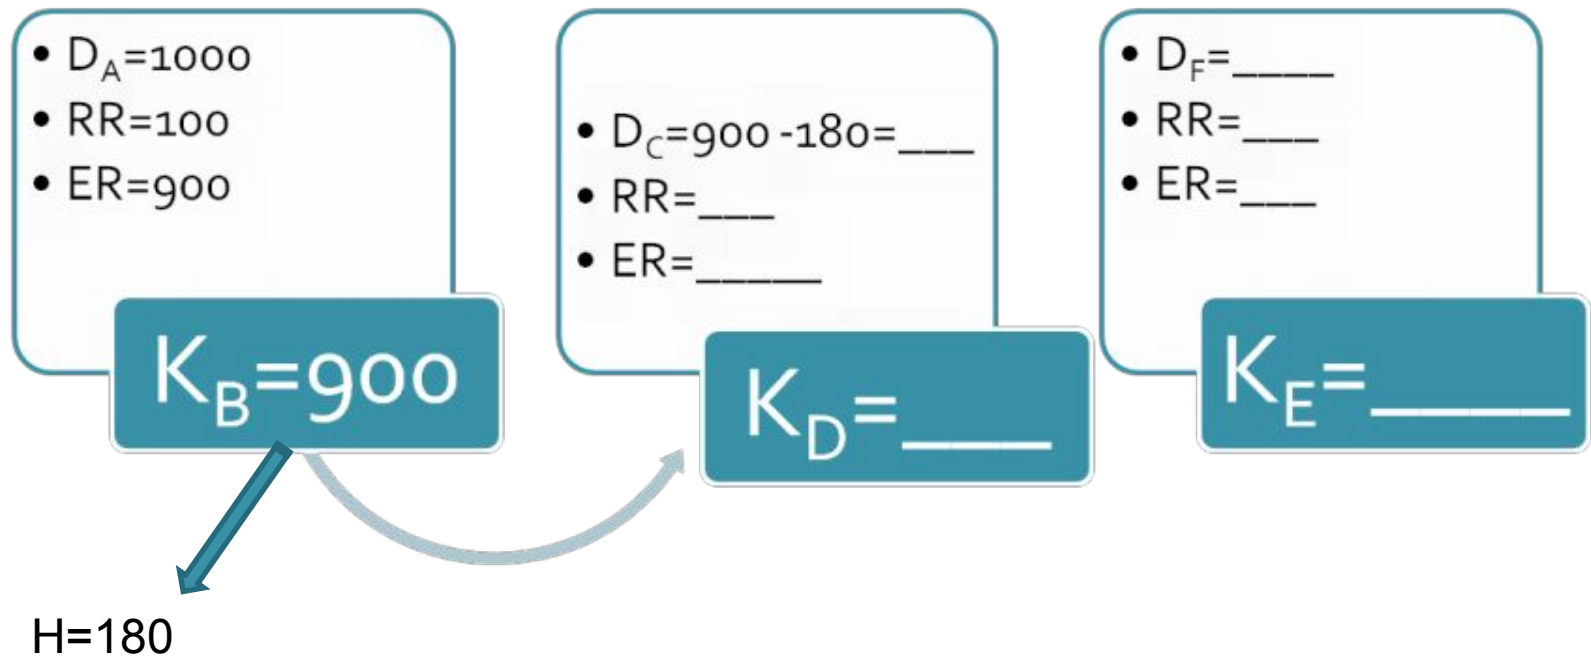 • D_A=1000
• RR=100
• ER=900
K_B=900
• D_C=900 -180=___
• RR=___
• ER=_____
K_D=___
• D_F=____
• RR=___
• ER=___
K_E=____
H=180